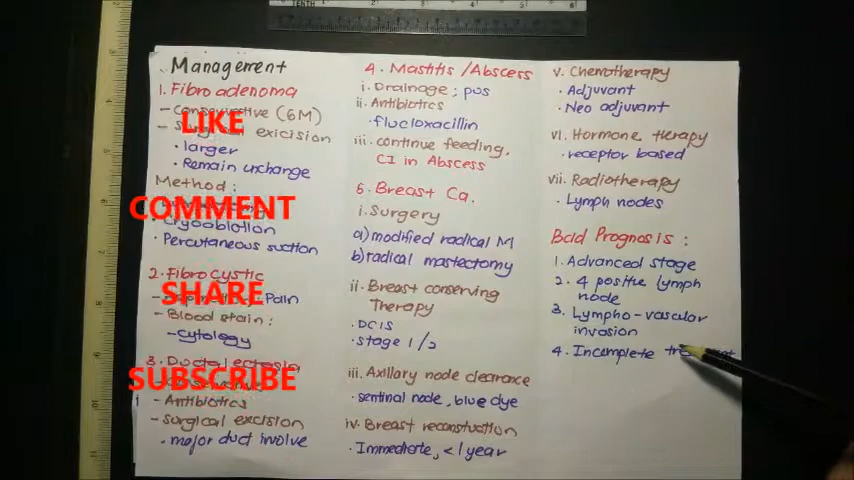 Management
1. Fibroadenoma
- Conservative (6M)
- excision
• larger
• Remain unchange
Method:
• Cryoablotion
• Percutaneous suction
2. Fibrocystic
: Pain
- Blood stain:
- Cytology
3. Ductal ectasia
- Antibiotics
- surgical excision
• major duct involve
LIKE
COMMENT
SHARE
SUBSCRIBE
4. Mastitis /Abscess
i. Drainage; pus
ii. Antibiotics
• flucloxacillin
iii. continue feeding,
CI in Abscess
5. Breast Ca.
i. Surgery
a) modified radical M
b) radical mastectomy
ii. Breast conserving
Therapy
• DCIS
• stage 1/2
iii. Axillary node clearance
• sentinal node, blue dye
iv. Breast reconstuction
• Immediate, <1 year
v. Chemotherapy
• Adjuvant
• Neo adjuvant
vi. Hormone therapy
• receptor based
vii. Radiotherapy
• Lymph nodes
Bad Prognosis:
1. Advanced stage
2. 4 positive lymph
node
3. Lympho-vascular
invasion
4. Incomplete